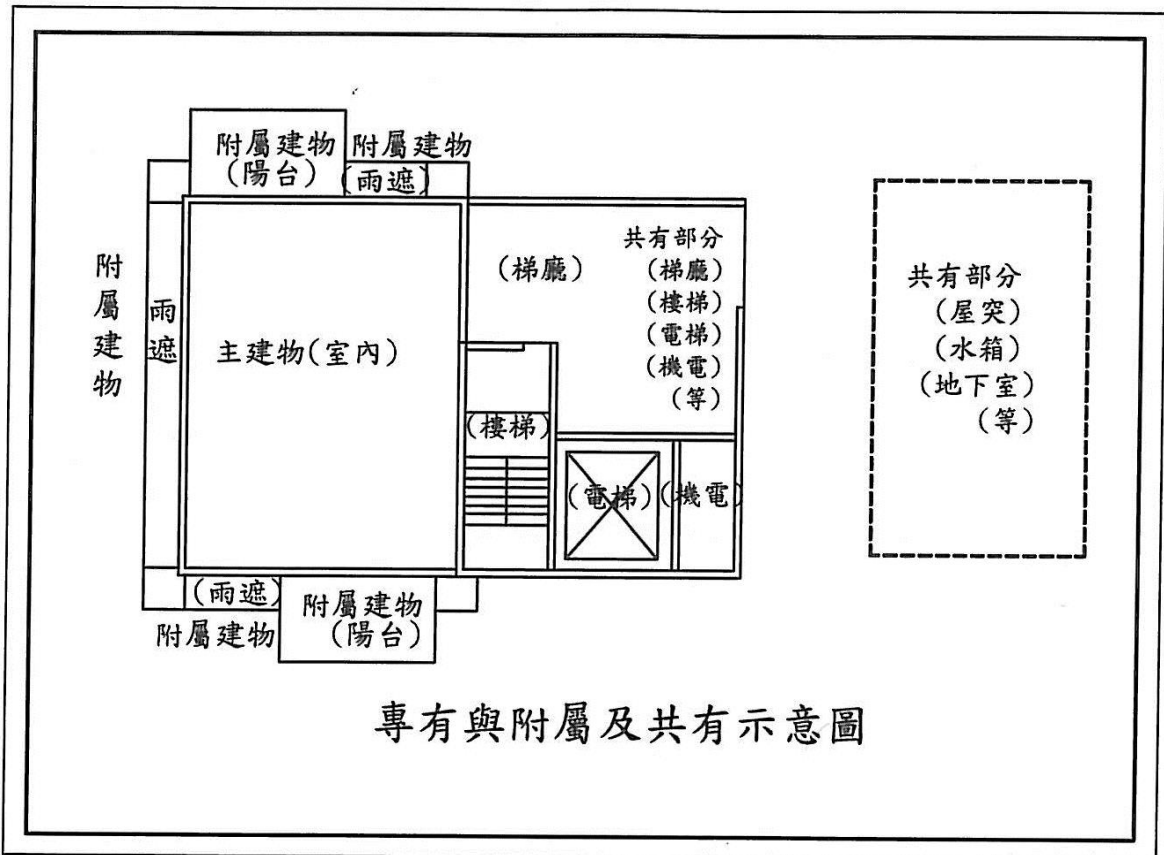 附屬建物
(陽台)
附屬建物
(雨遮)
附屬建物
雨遮
主建物(室內)
(梯廳)
共有部分
(梯廳)
(樓梯)
(電梯)
(機電)
(等)
(樓梯)
(電梯)
(機電)
共有部分
(屋突)
(水箱)
(地下室)
(等)
(雨遮)
附屬建物
附屬建物
(陽台)
專有與附屬及共有示意圖